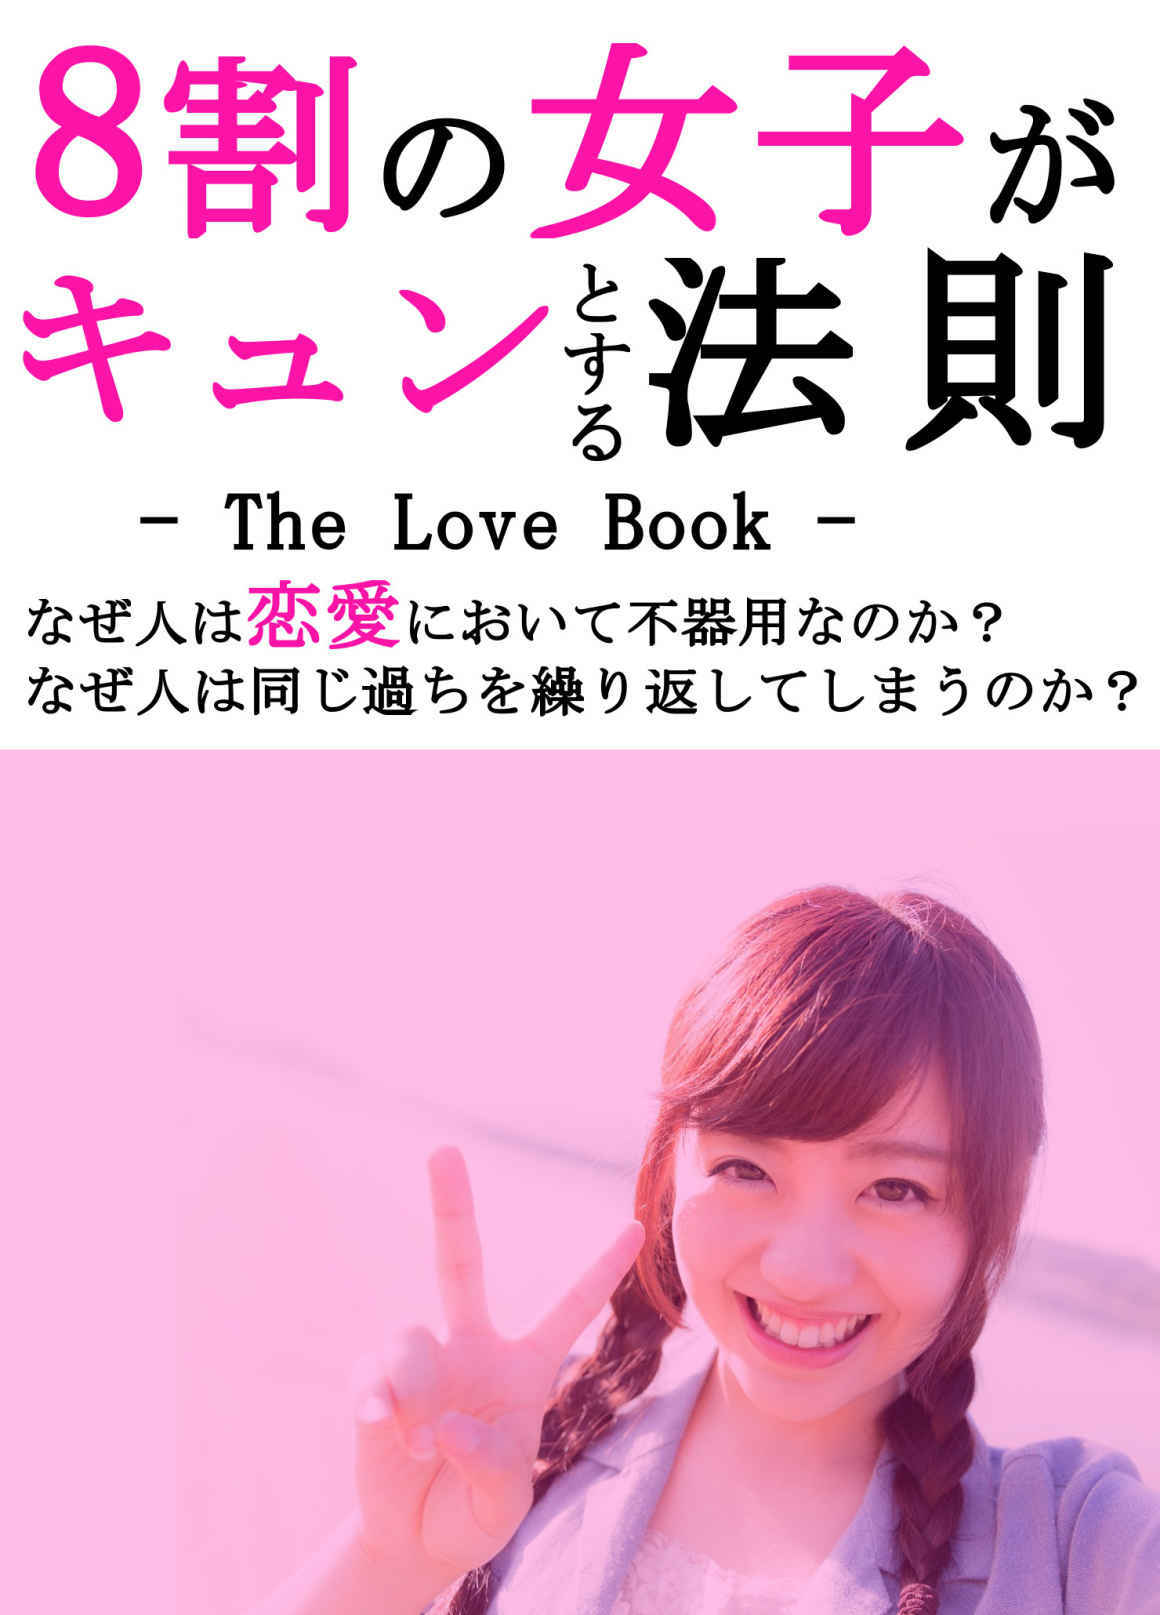 8割の女子が
キュンとする法則
- The Love Book -
なぜ人は恋愛において不器用なのか？
なぜ人は同じ過ちを繰り返してしまうのか？